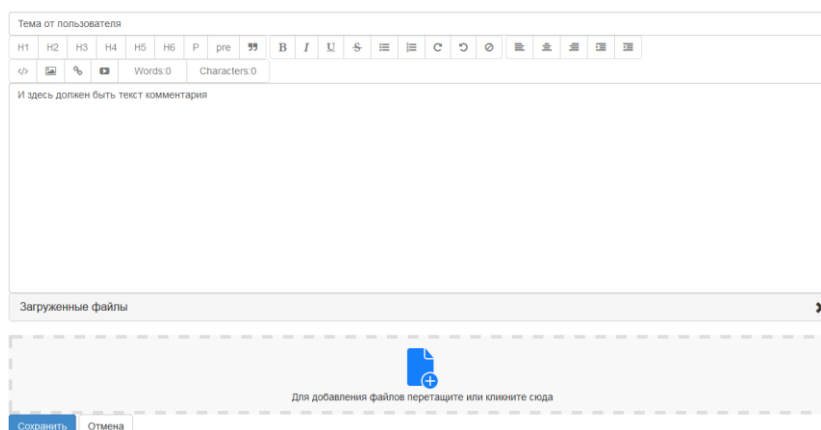 Тема от пользователя
H1 H2 H3 H4 H5 H6 P pre B I U S
Words:0 Characters:0
И здесь должен быть текст комментария
Загруженные файлы
Для добавления файлов перетащите или кликните сюда
Сохранить Отмена